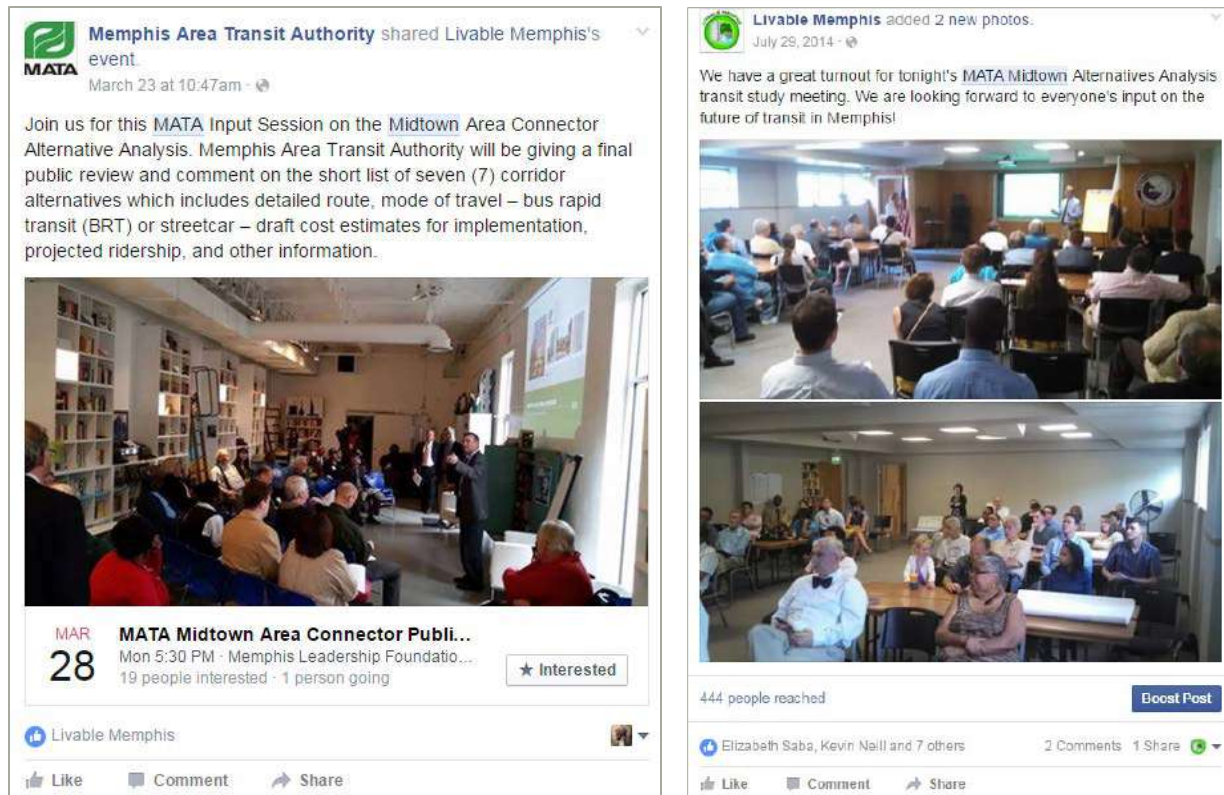 MATA
Memphis Area Transit Authority shared Livable Memphis's
event.
March 23 at 10:47am ·
Join us for this MATA Input Session on the Midtown Area Connector
Alternative Analysis. Memphis Area Transit Authority will be giving a final
public review and comment on the short list of seven (7) corridor
alternatives which includes detailed route, mode of travel – bus rapid
transit (BRT) or streetcar – draft cost estimates for implementation,
projected ridership, and other information.
MAR
28
MATA Midtown Area Connector Publi...
Mon 5:30 PM · Memphis Leadership Foundatio...
19 people interested · 1 person going
★ Interested
Livable Memphis
Like Comment Share
Livable Memphis added 2 new photos.
July 29, 2014 ·
We have a great turnout for tonight's MATA Midtown Alternatives Analysis
transit study meeting. We are looking forward to everyone's input on the
future of transit in Memphis!
444 people reached
Boost Post
Elizabeth Saba, Kevin Neill and 7 others
2 Comments 1 Share
Like Comment Share